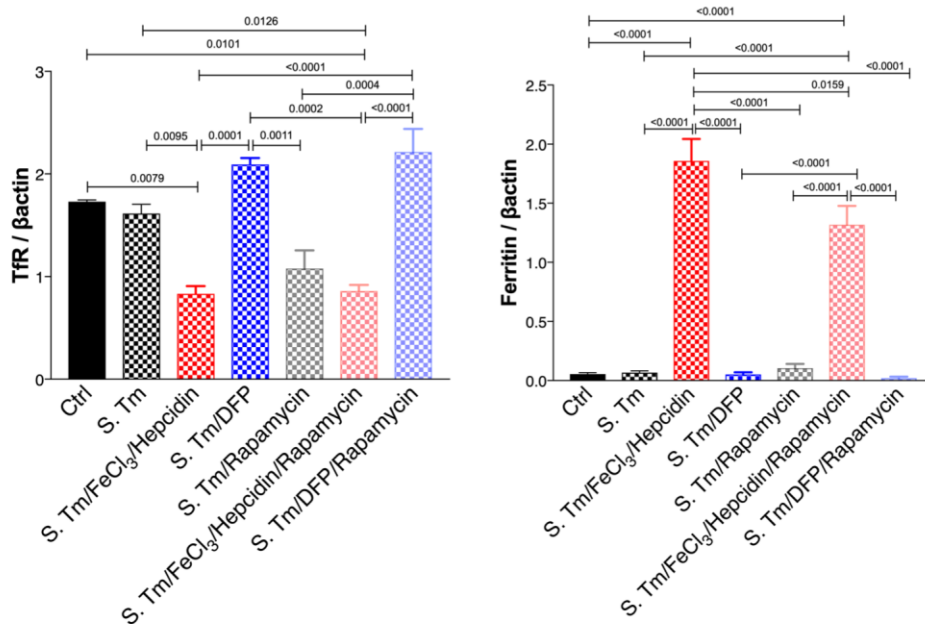 0.0126
0.0101
<0.0001
0.0004
0.0002
<0.0001
0.0095
0.0001
0.0011
0.0079
3
2
1
0
TfR / βactin
Ctrl
S. Tm
S. Tm/FeCl₃/Hepcidin
S. Tm/DFP
S. Tm/Rapamycin
S. Tm/FeCl₃/Hepcidin/Rapamycin
S. Tm/DFP/Rapamycin
<0.0001
<0.0001
<0.0001
<0.0001
0.0159
<0.0001
<0.0001
<0.0001
<0.0001
<0.0001
<0.0001
2.5
2.0
1.5
1.0
0.5
0.0
Ferritin / βactin
Ctrl
S. Tm
S. Tm/FeCl₃/Hepcidin
S. Tm/DFP
S. Tm/Rapamycin
S. Tm/FeCl₃/Hepcidin/Rapamycin
S. Tm/DFP/Rapamycin